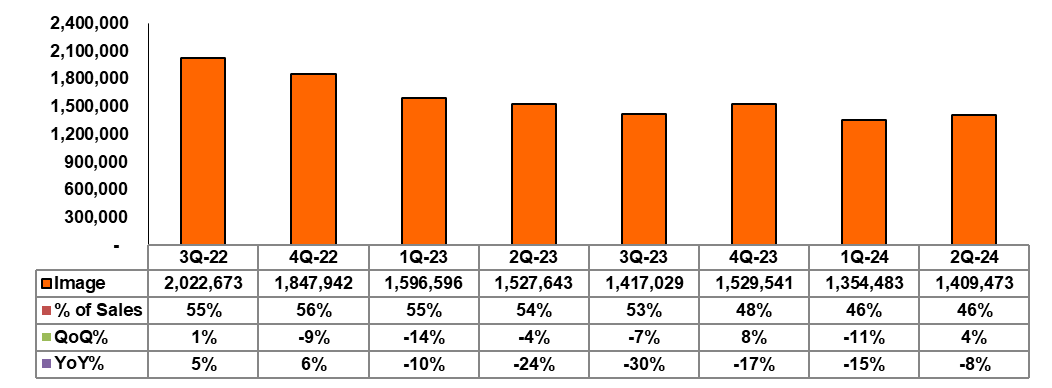 2,400,000
2,100,000
1,800,000
1,500,000
1,200,000
900,000
600,000
300,000
-
3Q-22 4Q-22 1Q-23 2Q-23 3Q-23 4Q-23 1Q-24 2Q-24
Image 2,022,673 1,847,942 1,596,596 1,527,643 1,417,029 1,529,541 1,354,483 1,409,473
% of Sales 55% 56% 55% 54% 53% 48% 46% 46%
QoQ% 1% -9% -14% -4% -7% 8% -11% 4%
YoY% 5% 6% -10% -24% -30% -17% -15% -8%